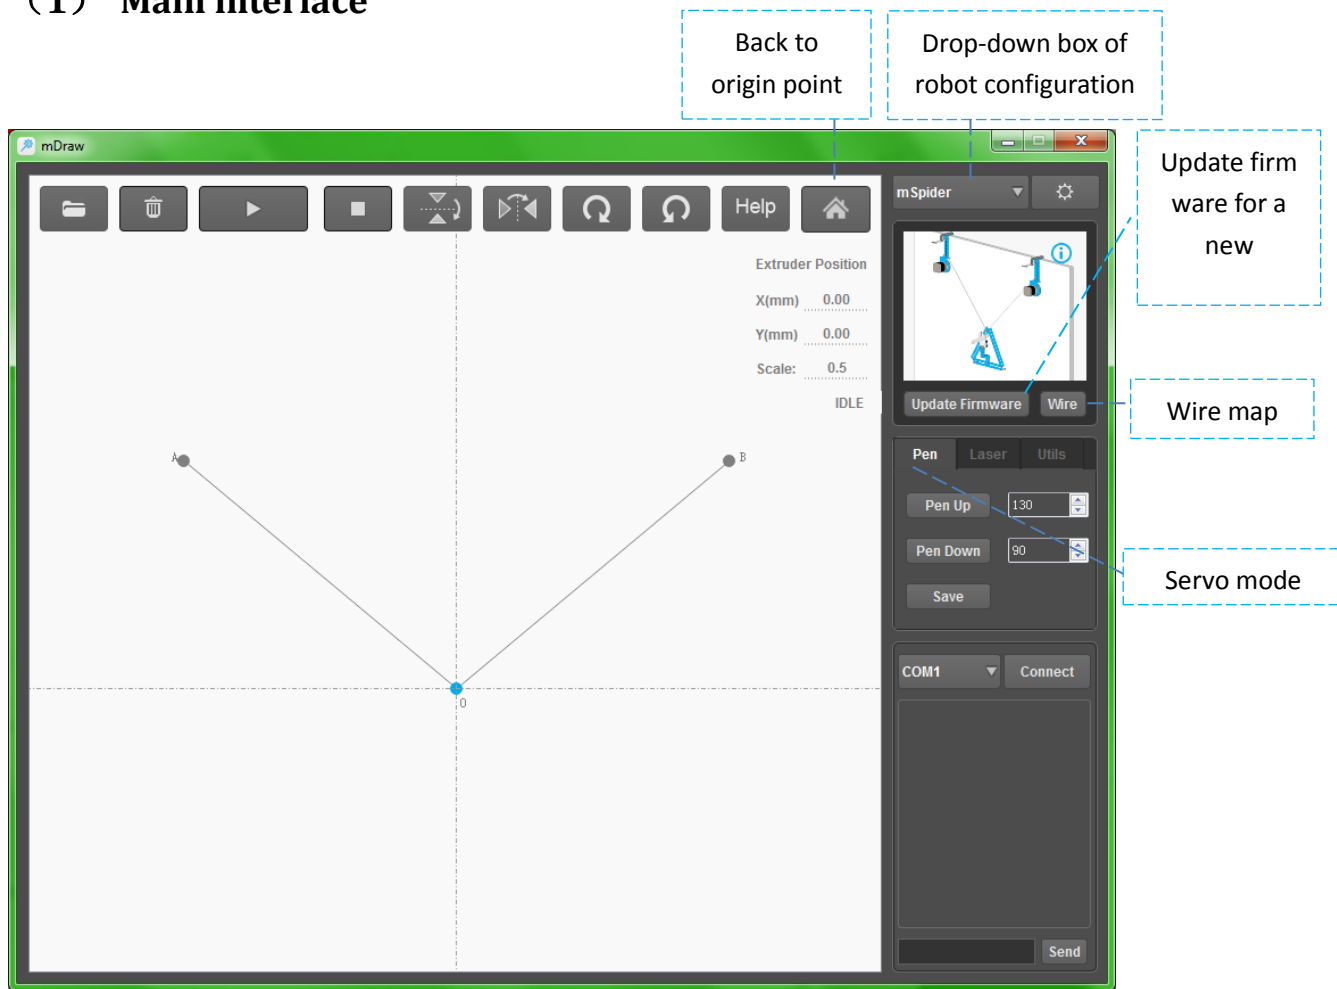 （1） Main interface
Back to
origin point
Drop-down box of
robot configuration
mDraw
Update firm
ware for a
new
Help
mSpider
Extruder Position
X(mm) 0.00
Y(mm) 0.00
Scale: 0.5
IDLE
Update Firmware
Wire
Wire map
A
B
O
Pen
Laser
Utils
Pen Up
130
Pen Down
90
Save
Servo mode
COM1
Connect
Send